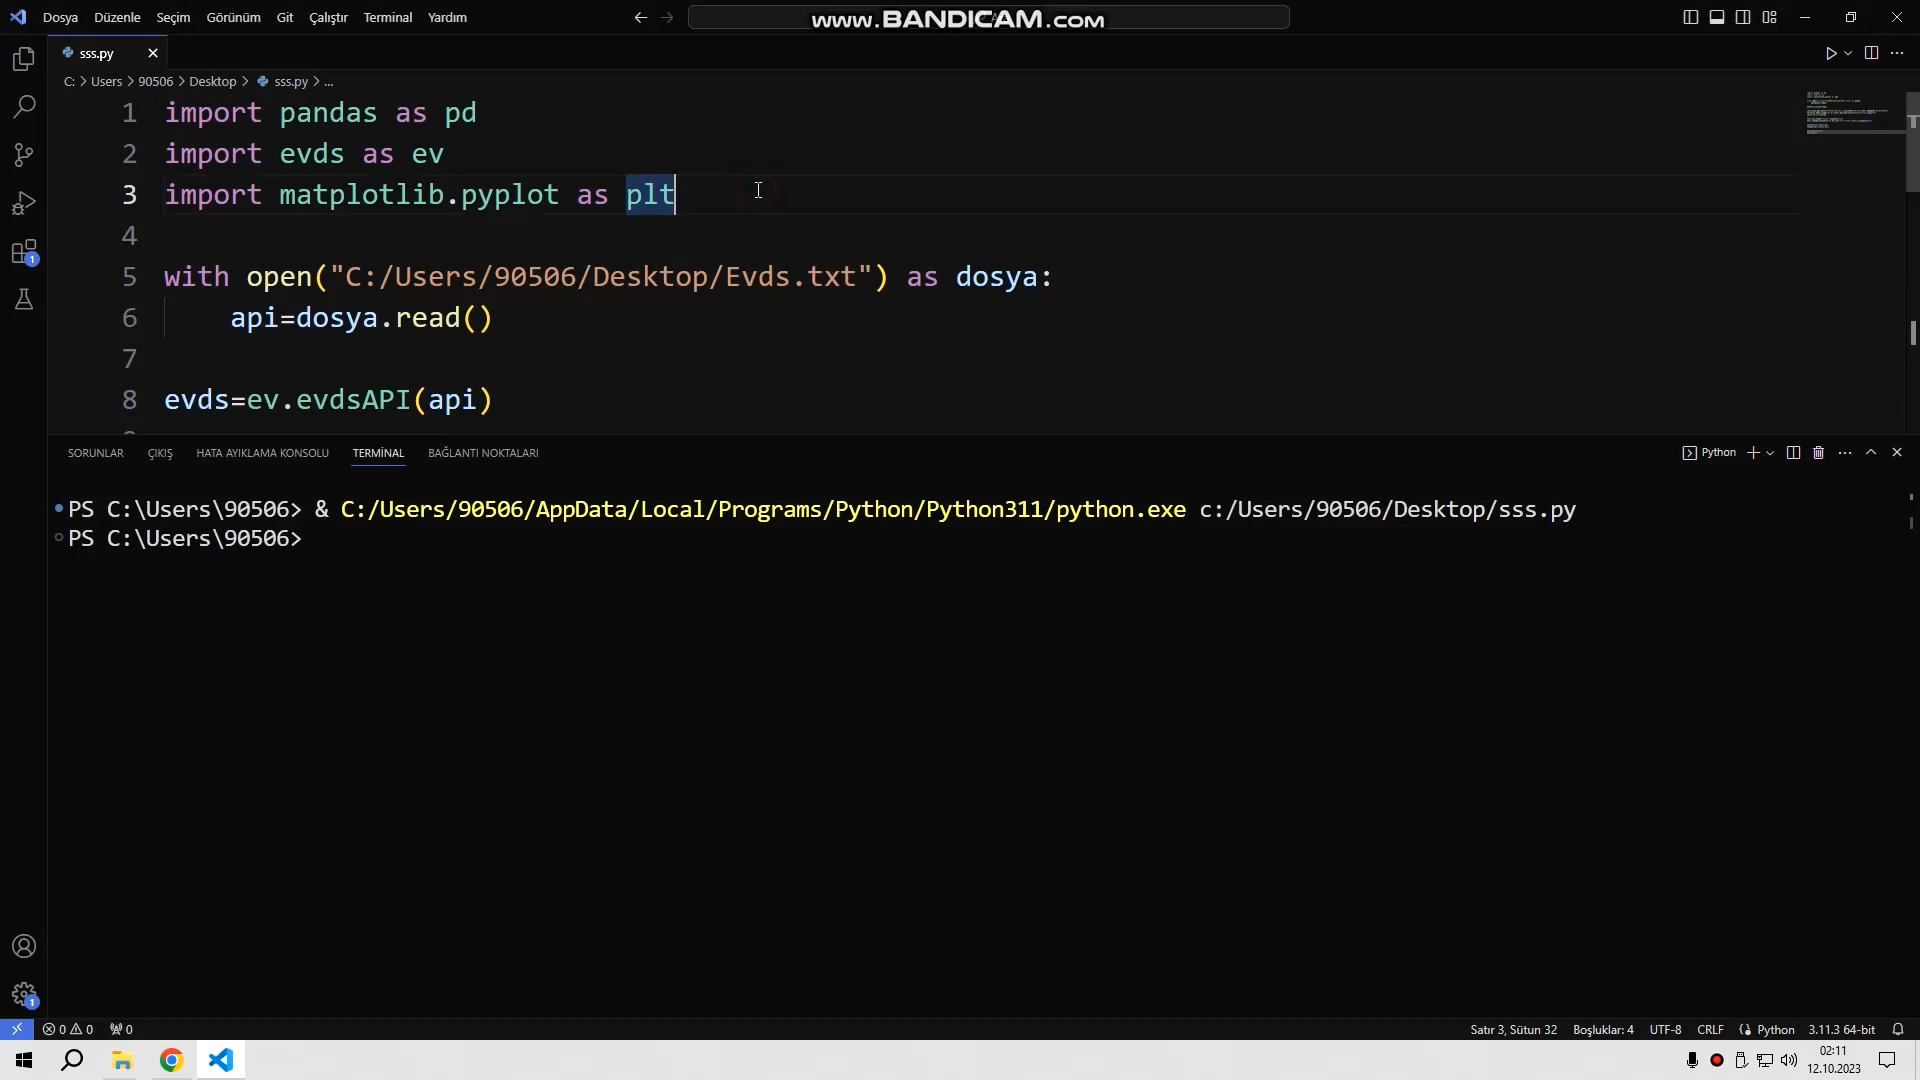 Dosya Düzenle Seçim Görünüm Git Çalıştır Terminal Yardım
www.BANDICAM.com
sss.py
C: > Users > 90506 > Desktop > sss.py > ...
1 import pandas as pd
2 import evds as ev
3 import matplotlib.pyplot as plt
4
5 with open("C:/Users/90506/Desktop/Evds.txt") as dosya:
6 api=dosya.read()
7
8 evds=ev.evdsAPI(api)
SORUNLAR ÇIKIŞ HATA AYIKLAMA KONSOLU TERMİNAL BAĞLANTI NOKTALARI
Python
PS C:\Users\90506> & C:/Users/90506/AppData/Local/Programs/Python/Python311/python.exe c:/Users/90506/Desktop/sss.py
PS C:\Users\90506>
1
1
0 0 0
Satır 3, Sütun 32 Boşluklar: 4 UTF-8 CRLF Python 3.11.3 64-bit
02:11
12.10.2023